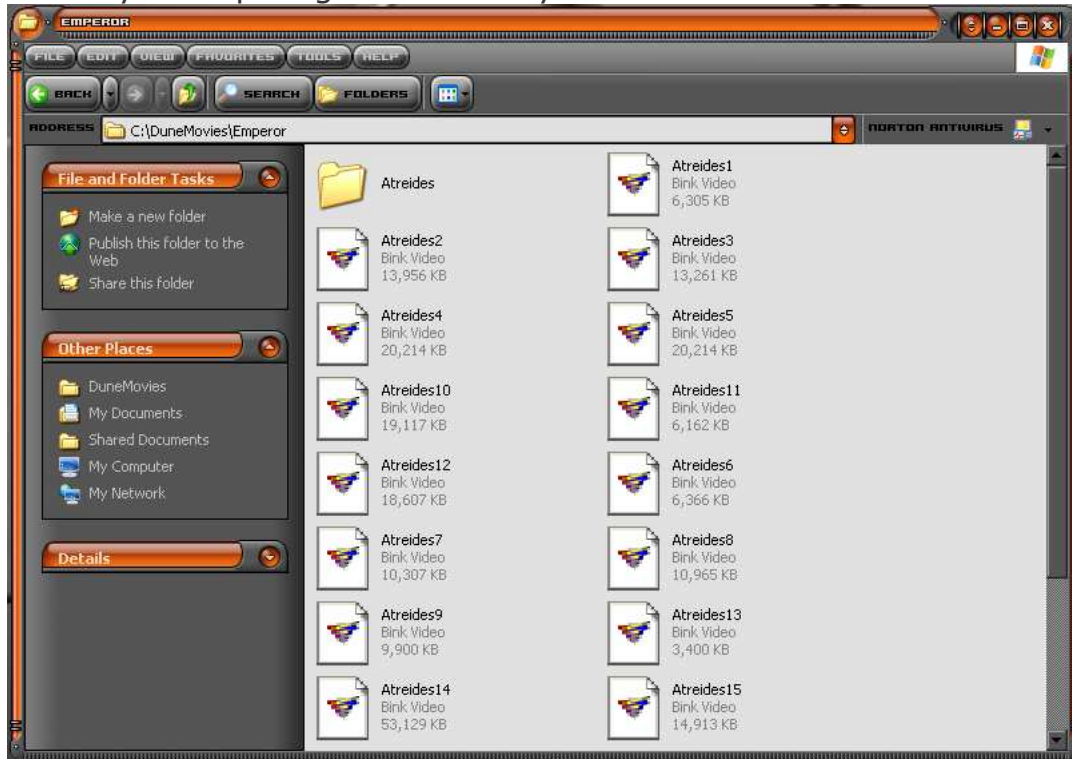 EMPEROR
FILE EDIT VIEW FAVORITES TOOLS HELP
BACK SEARCH FOLDERS
ADDRESS C:\DuneMovies\Emperor NORTON ANTIVIRUS
File and Folder Tasks
Make a new folder
Publish this folder to the
Web
Share this folder
Other Places
DuneMovies
My Documents
Shared Documents
My Computer
My Network
Details
Atreides
Atreides1
Bink Video
6,305 KB
Atreides2
Bink Video
13,956 KB
Atreides3
Bink Video
13,261 KB
Atreides4
Bink Video
20,214 KB
Atreides5
Bink Video
20,214 KB
Atreides10
Bink Video
19,117 KB
Atreides11
Bink Video
6,162 KB
Atreides12
Bink Video
18,607 KB
Atreides6
Bink Video
6,366 KB
Atreides7
Bink Video
10,307 KB
Atreides8
Bink Video
10,965 KB
Atreides9
Bink Video
9,900 KB
Atreides13
Bink Video
3,400 KB
Atreides14
Bink Video
53,129 KB
Atreides15
Bink Video
14,913 KB